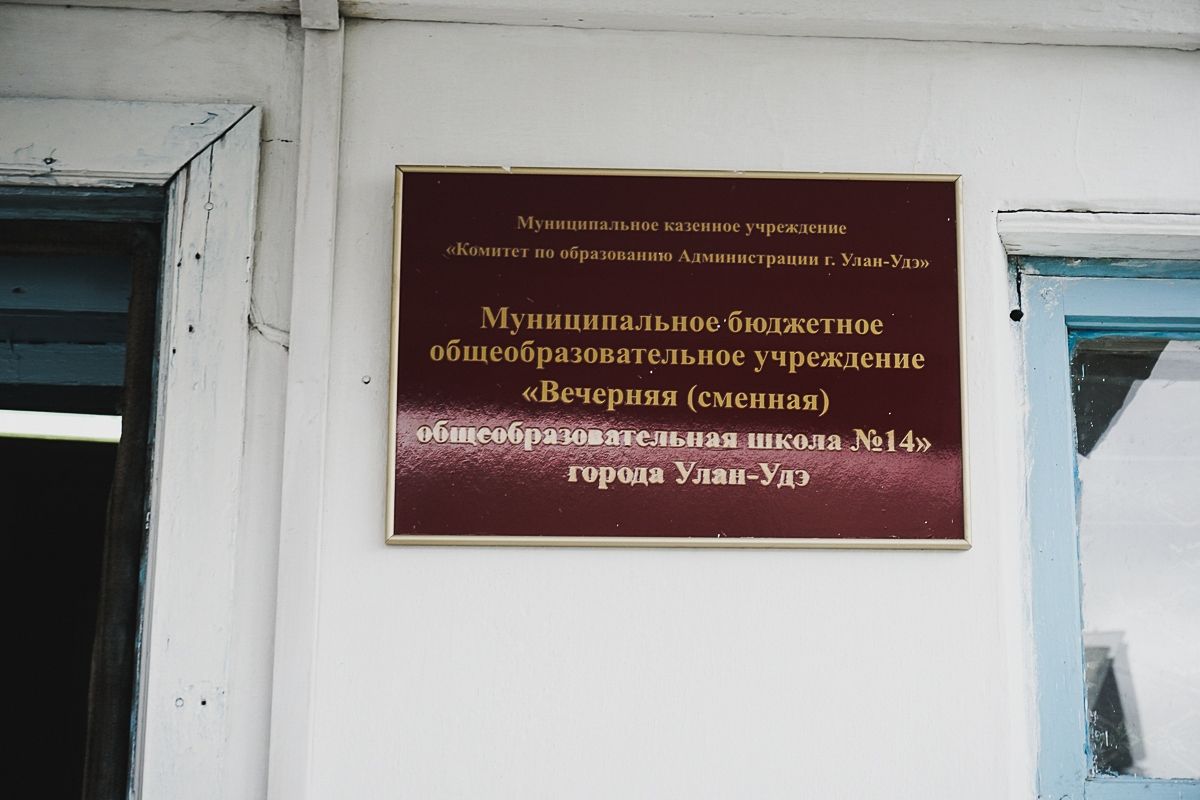 Муниципальное казенное учреждение
«Комитет по образованию Администрации г. Улан-Удэ»
Муниципальное бюджетное
общеобразовательное учреждение
«Вечерняя (сменная)
общеобразовательная школа №14»
города Улан-Удэ